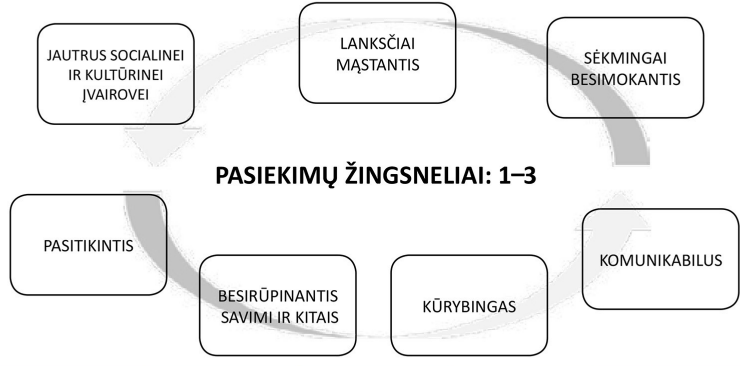 JAUTRUS SOCIALINEI
IR KULTŪRINEI
ĮVAIROVEI
LANKSČIAI
MĄSTANTIS
SĖKMINGAI
BESIMOKANTIS
PASIEKIMŲ ŽINGSNELIAI: 1–3
PASITIKINTIS
BESIRŪPINANTIS
SAVIMI IR KITAIS
KŪRYBINGAS
KOMUNIKABILUS